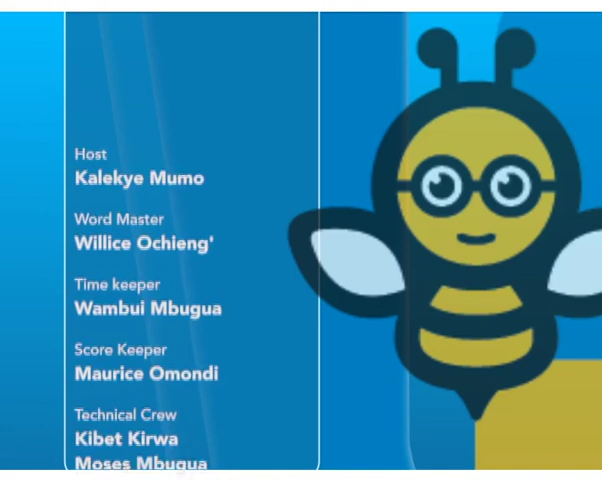 Host
Kalekye Mumo
Word Master
Willice Ochieng'
Time keeper
Wambui Mbugua
Score Keeper
Maurice Omondi
Technical Crew
Kibet Kirwa
Moses Mbugua